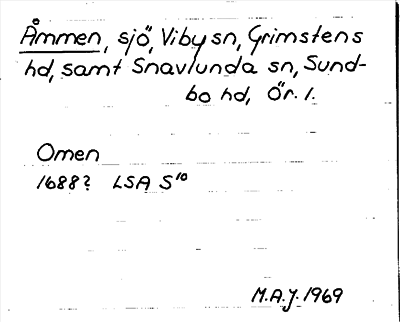 Åmmen, sjö, Viby sn, Grimstens
hd, samt Snavlunda sn, Sund-
bo hd, Ör. l.
Omen
1688? LSA S¹⁰
M.A.J. 1969